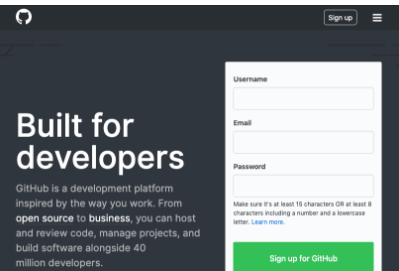 Sign up
Built for
developers
GitHub is a development platform
inspired by the way you work. From
open source to business, you can host
and review code, manage projects, and
build software alongside 40
million developers.
Username
Email
Password
Make sure it's at least 15 characters OR at least 8
characters including a number and a lowercase
letter. Learn more.
Sign up for GitHub